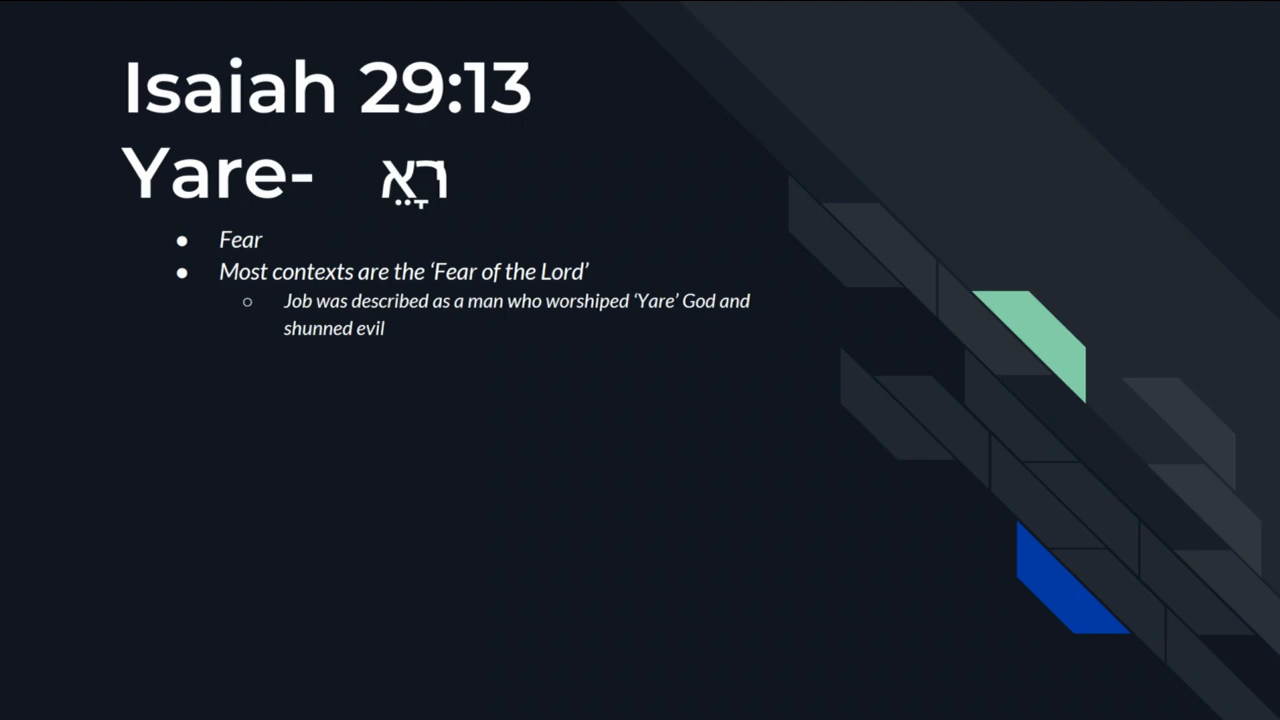 Isaiah 29:13
Yare- יָרֵא
● Fear
● Most contexts are the ‘Fear of the Lord’
○ Job was described as a man who worshiped ‘Yare’ God and
shunned evil